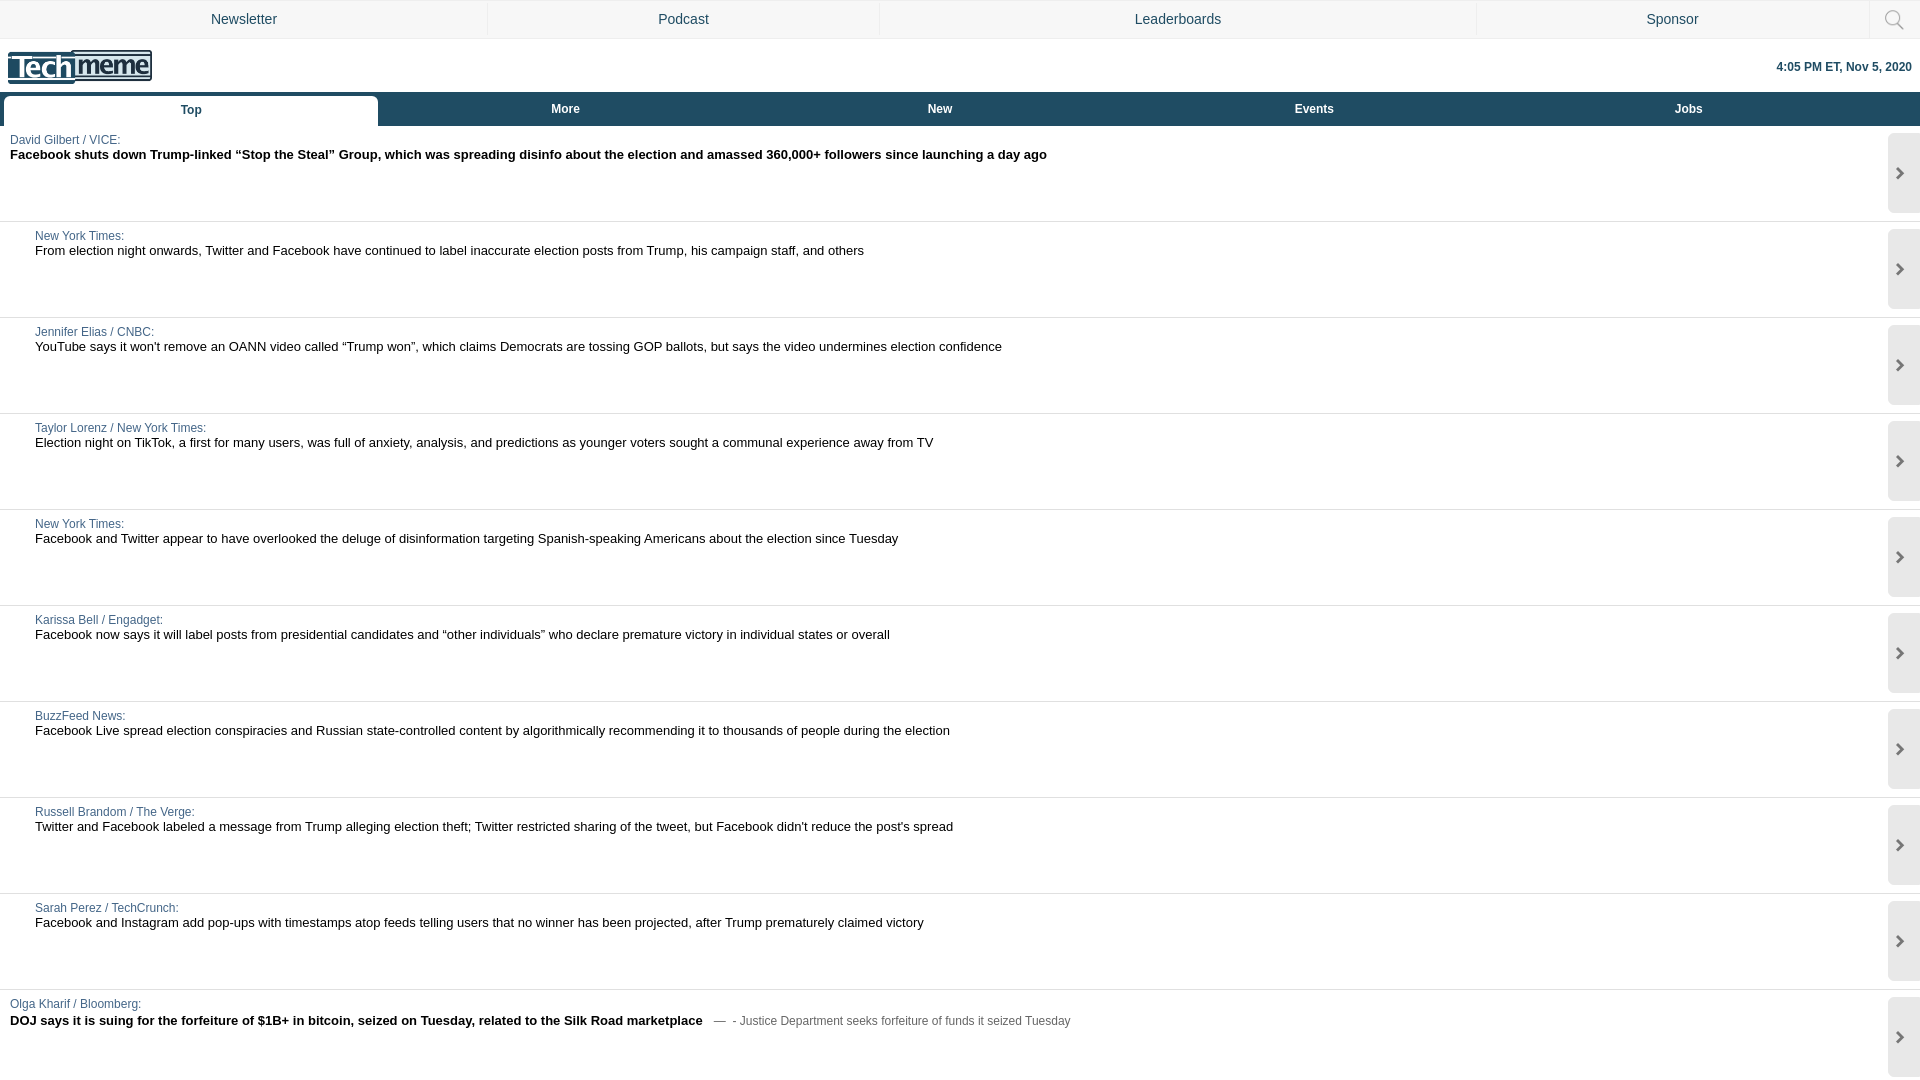 Newsletter
Podcast
Leaderboards
Sponsor
Techmeme
4:05 PM ET, Nov 5, 2020
Top
More
New
Events
Jobs
David Gilbert / VICE:
Facebook shuts down Trump-linked “Stop the Steal” Group, which was spreading disinfo about the election and amassed 360,000+ followers since launching a day ago
New York Times:
From election night onwards, Twitter and Facebook have continued to label inaccurate election posts from Trump, his campaign staff, and others
Jennifer Elias / CNBC:
YouTube says it won't remove an OANN video called “Trump won”, which claims Democrats are tossing GOP ballots, but says the video undermines election confidence
Taylor Lorenz / New York Times:
Election night on TikTok, a first for many users, was full of anxiety, analysis, and predictions as younger voters sought a communal experience away from TV
New York Times:
Facebook and Twitter appear to have overlooked the deluge of disinformation targeting Spanish-speaking Americans about the election since Tuesday
Karissa Bell / Engadget:
Facebook now says it will label posts from presidential candidates and “other individuals” who declare premature victory in individual states or overall
BuzzFeed News:
Facebook Live spread election conspiracies and Russian state-controlled content by algorithmically recommending it to thousands of people during the election
Russell Brandom / The Verge:
Twitter and Facebook labeled a message from Trump alleging election theft; Twitter restricted sharing of the tweet, but Facebook didn't reduce the post's spread
Sarah Perez / TechCrunch:
Facebook and Instagram add pop-ups with timestamps atop feeds telling users that no winner has been projected, after Trump prematurely claimed victory
Olga Kharif / Bloomberg:
DOJ says it is suing for the forfeiture of $1B+ in bitcoin, seized on Tuesday, related to the Silk Road marketplace — - Justice Department seeks forfeiture of funds it seized Tuesday